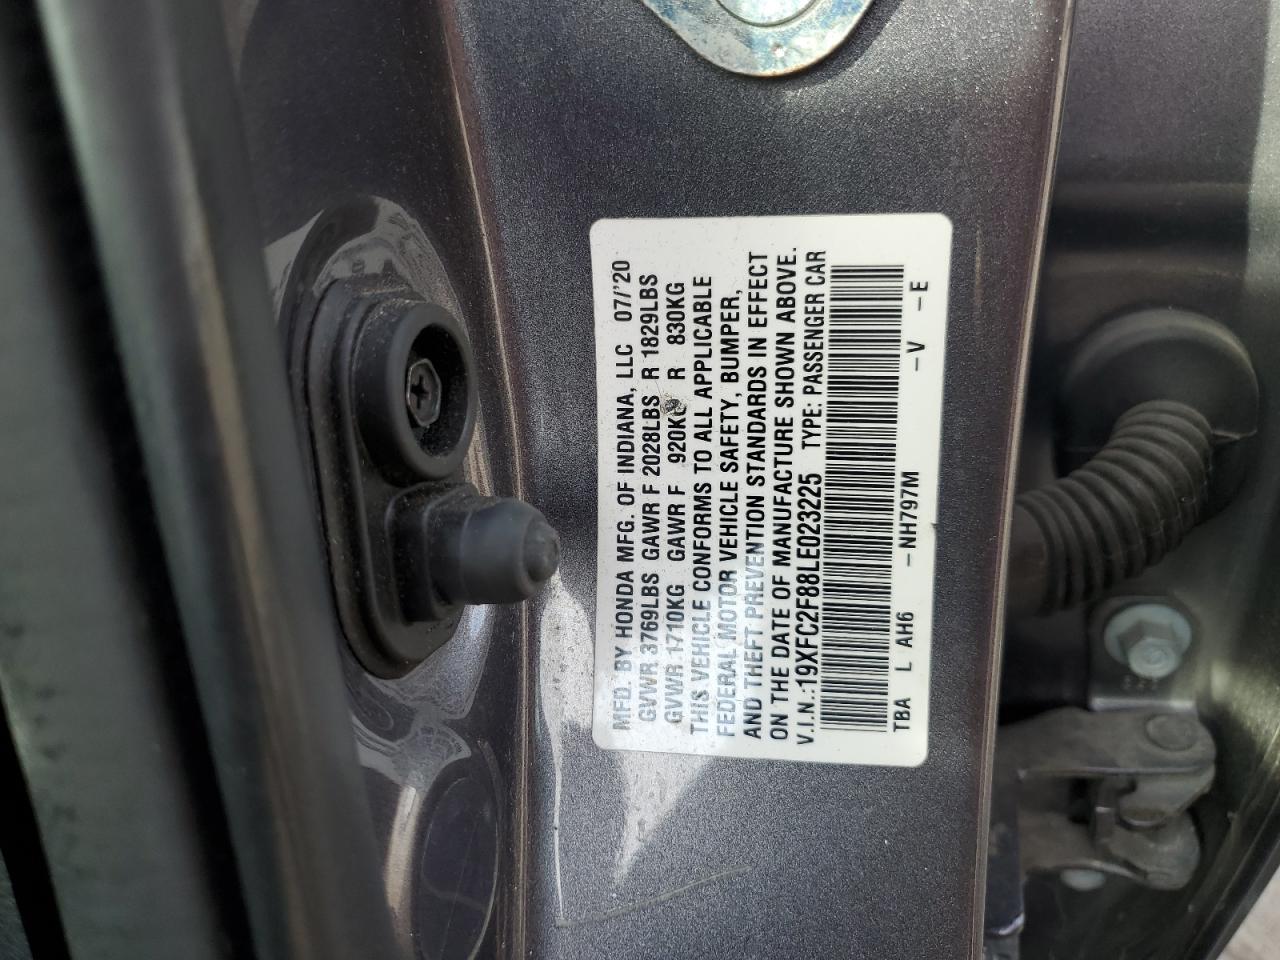 MFD. BY HONDA MFG. OF INDIANA, LLC 07/'20
GVWR 3769LBS GAWR F 2028LBS R 1829LBS
GVWR 1710KG GAWR F 920KG R 830KG
THIS VEHICLE CONFORMS TO ALL APPLICABLE
FEDERAL MOTOR VEHICLE SAFETY, BUMPER,
AND THEFT PREVENTION STANDARDS IN EFFECT
ON THE DATE OF MANUFACTURE SHOWN ABOVE.
V.I.N.:19XFC2F88LE023225 TYPE: PASSENGER CAR
TBA L AH6 -NH797M -V -E